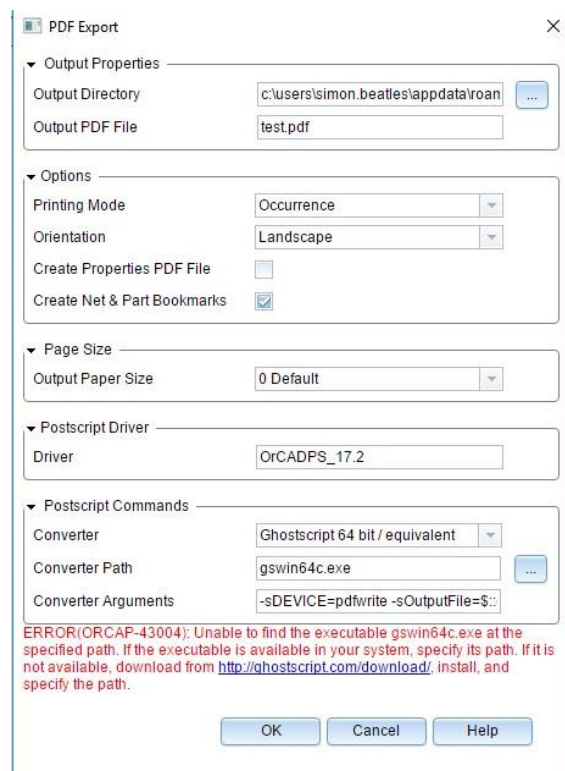 PDF Export
Output Properties
Output Directory c:\users\simon.beatles\appdata\roan
...
Output PDF File test.pdf
Options
Printing Mode Occurrence
Orientation Landscape
Create Properties PDF File
Create Net & Part Bookmarks
Page Size
Output Paper Size 0 Default
Postscript Driver
Driver OrCADPS_17.2
Postscript Commands
Converter Ghostscript 64 bit / equivalent
Converter Path gswin64c.exe
...
Converter Arguments -sDEVICE=pdfwrite -sOutputFile=$::
ERROR(ORCAP-43004): Unable to find the executable gswin64c.exe at the
specified path. If the executable is available in your system, specify its path. If it is
not available, download from http://ghostscript.com/download/, install, and
specify the path.
OK Cancel Help